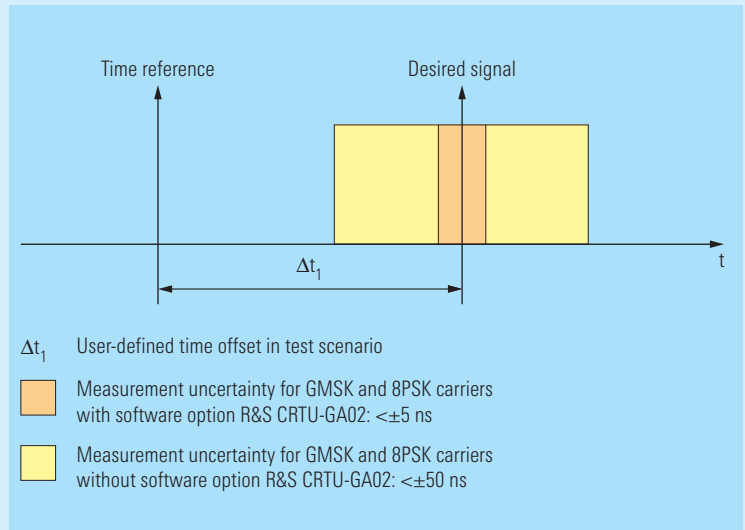 Time reference
Desired signal
t
Δt1
Δt1 User-defined time offset in test scenario
Measurement uncertainty for GMSK and 8PSK carriers
with software option R&S CRTU-GA02: <±5 ns
Measurement uncertainty for GMSK and 8PSK carriers
without software option R&S CRTU-GA02: <±50 ns